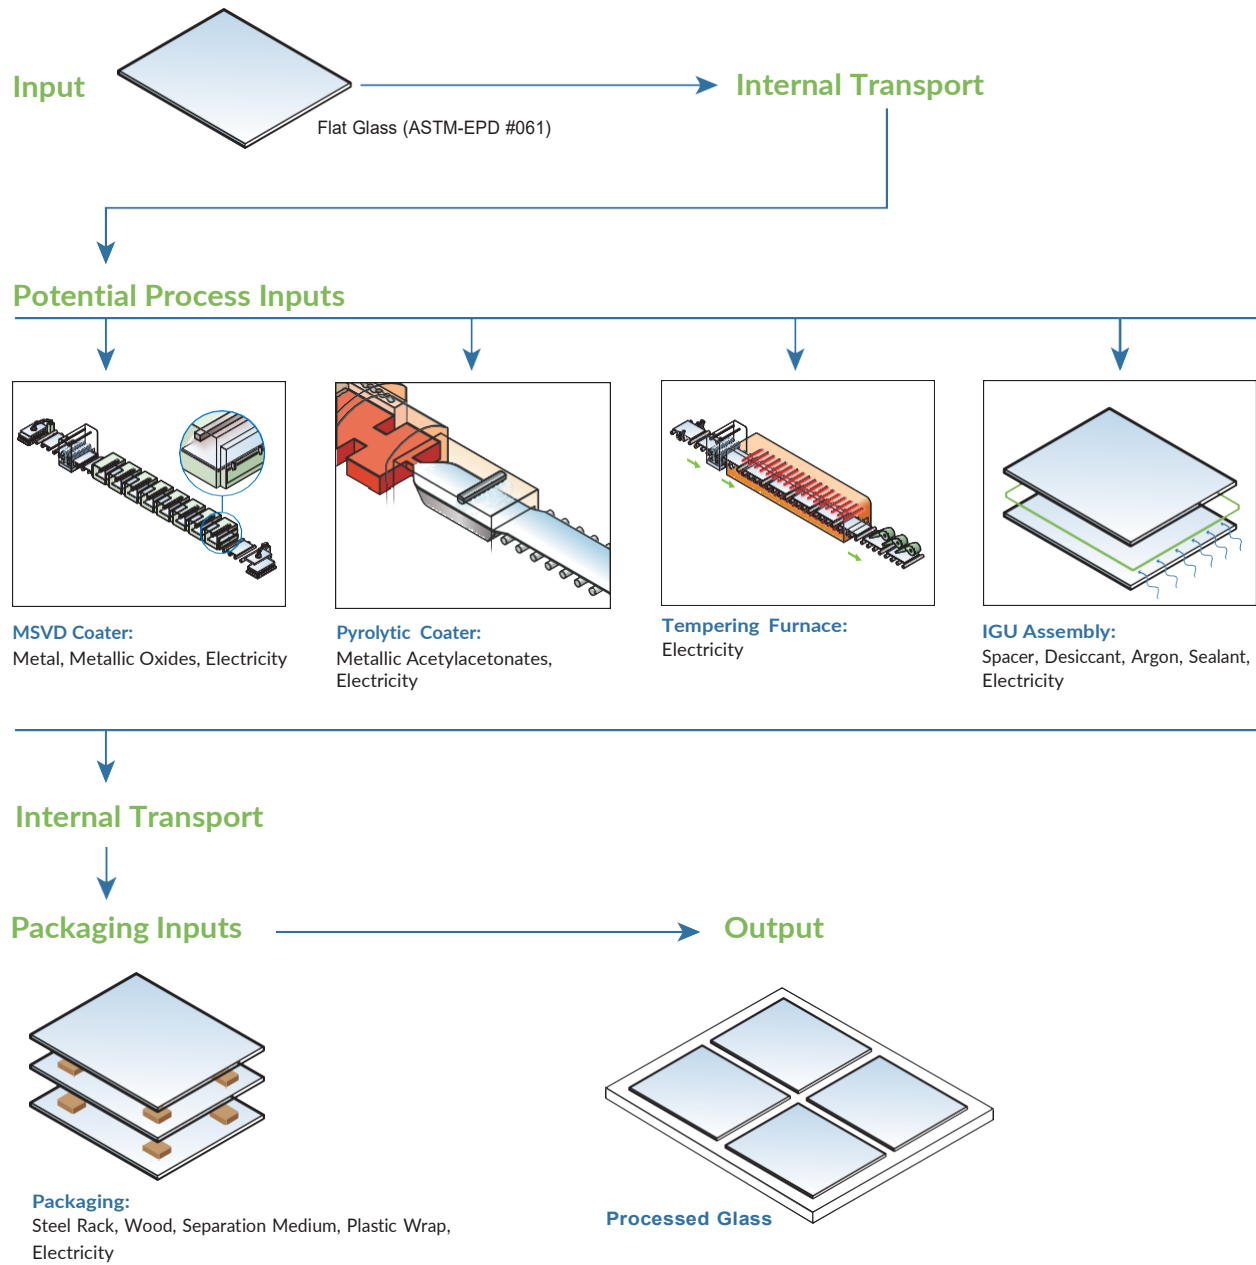 Input
Flat Glass (ASTM-EPD #061)
Internal Transport
Potential Process Inputs
MSVD Coater:
Metal, Metallic Oxides, Electricity
Pyrolytic Coater:
Metallic Acetylacetonates,
Electricity
Tempering Furnace:
Electricity
IGU Assembly:
Spacer, Desiccant, Argon, Sealant,
Electricity
Internal Transport
Packaging Inputs
Output
Packaging:
Steel Rack, Wood, Separation Medium, Plastic Wrap,
Electricity
Processed Glass